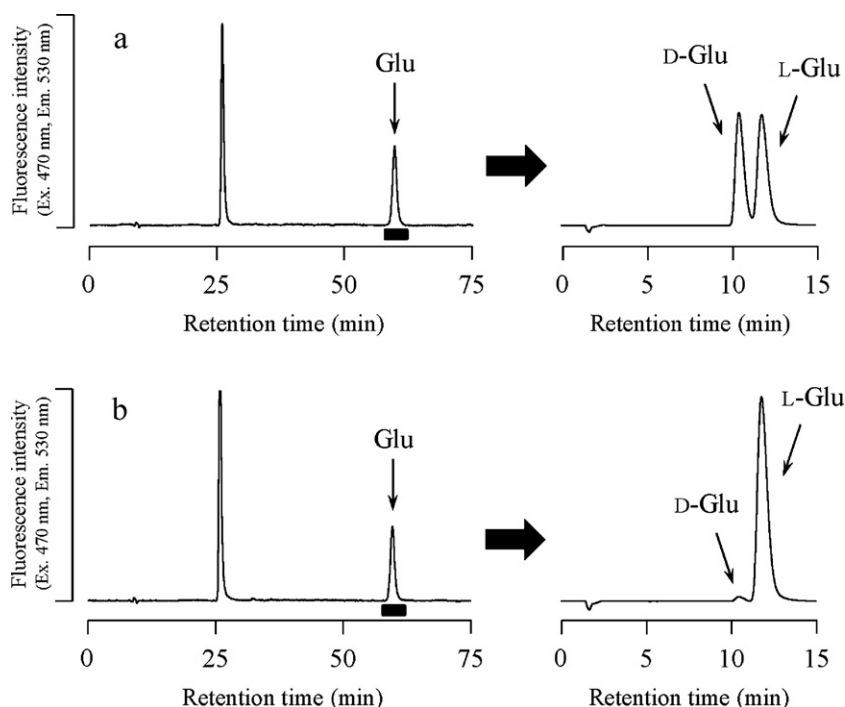 Fluorescence intensity
(Ex. 470 nm, Em. 530 nm)
a
Glu
D-Glu
L-Glu
0 25 50 75
Retention time (min)
0 5 10 15
Retention time (min)
Fluorescence intensity
(Ex. 470 nm, Em. 530 nm)
b
Glu
D-Glu
L-Glu
0 25 50 75
Retention time (min)
0 5 10 15
Retention time (min)